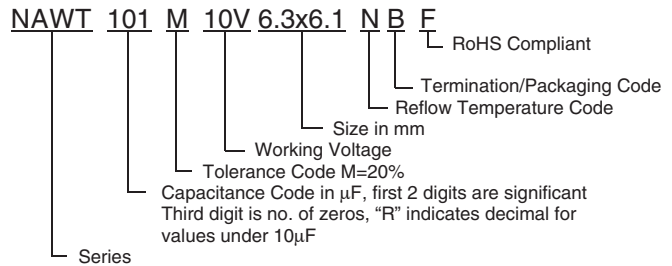 NAWT 101 M 10V 6.3x6.1 N B F
RoHS Compliant
Termination/Packaging Code
Reflow Temperature Code
Size in mm
Working Voltage
Tolerance Code M=20%
Capacitance Code in μF, first 2 digits are significant
Third digit is no. of zeros, “R” indicates decimal for
values under 10μF
Series